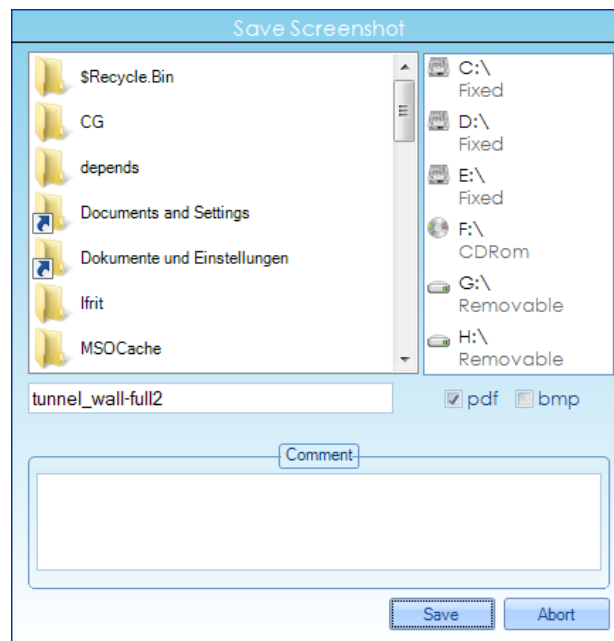 Save Screenshot
$Recycle.Bin
CG
depends
Documents and Settings
Dokumente und Einstellungen
Ifrit
MSOCache
C:\
Fixed
D:\
Fixed
E:\
Fixed
F:\
CDRom
G:\
Removable
H:\
Removable
tunnel_wall-full2
pdf
bmp
Comment
Save
Abort